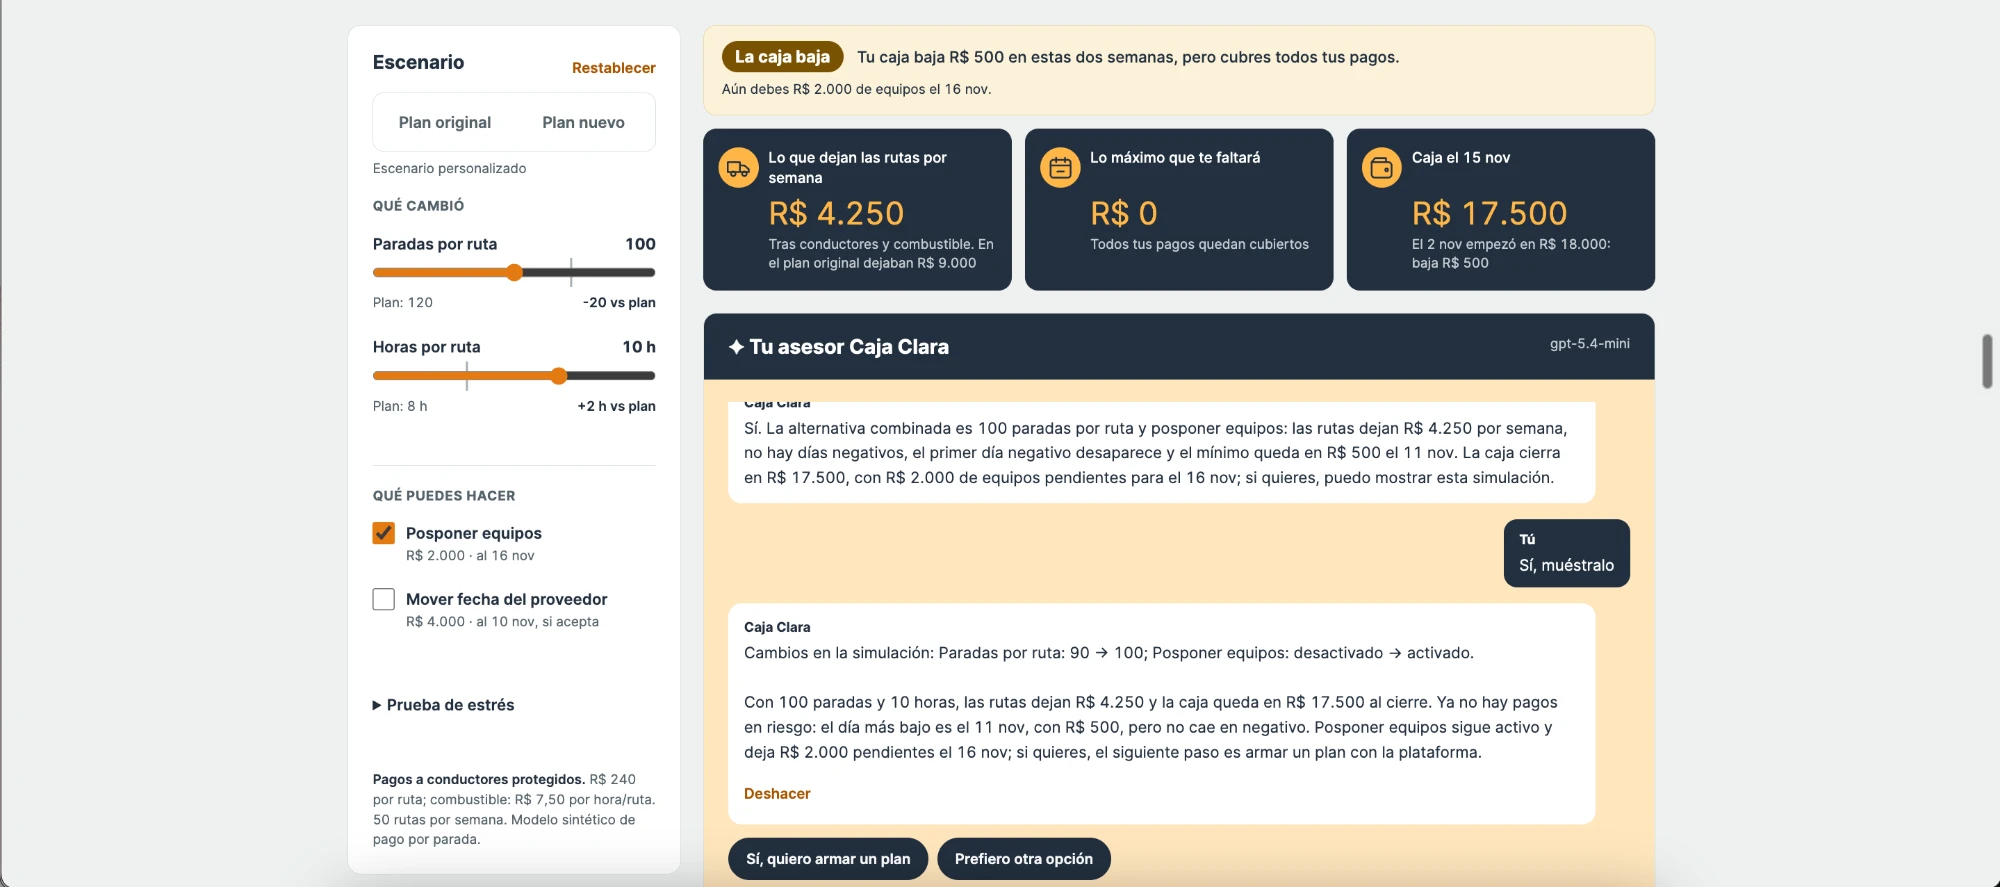 Escenario
Restablecer
Plan original
Plan nuevo
Escenario personalizado
QUÉ CAMBIÓ
Paradas por ruta
100
Plan: 120
-20 vs plan
Horas por ruta
10 h
Plan: 8 h
+2 h vs plan
QUÉ PUEDES HACER
Posponer equipos
R$ 2.000 · al 16 nov
Mover fecha del proveedor
R$ 4.000 · al 10 nov, si acepta
Prueba de estrés
Pagos a conductores protegidos. R$ 240
por ruta; combustible: R$ 7,50 por hora/ruta.
50 rutas por semana. Modelo sintético de
pago por parada.
La caja baja
Tu caja baja R$ 500 en estas dos semanas, pero cubres todos tus pagos.
Aún debes R$ 2.000 de equipos el 16 nov.
Lo que dejan las rutas por
semana
R$ 4.250
Tras conductores y combustible. En
el plan original dejaban R$ 9.000
Lo máximo que te faltará
R$ 0
Todos tus pagos quedan cubiertos
Caja el 15 nov
R$ 17.500
El 2 nov empezó en R$ 18.000:
baja R$ 500
✦ Tu asesor Caja Clara
gpt-5.4-mini
Caja Clara
Sí. La alternativa combinada es 100 paradas por ruta y posponer equipos: las rutas dejan R$ 4.250 por semana,
no hay días negativos, el primer día negativo desaparece y el mínimo queda en R$ 500 el 11 nov. La caja cierra
en R$ 17.500, con R$ 2.000 de equipos pendientes para el 16 nov; si quieres, puedo mostrar esta simulación.
Tú
Sí, muéstralo
Caja Clara
Cambios en la simulación: Paradas por ruta: 90 → 100; Posponer equipos: desactivado → activado.
Con 100 paradas y 10 horas, las rutas dejan R$ 4.250 y la caja queda en R$ 17.500 al cierre. Ya no hay pagos
en riesgo: el día más bajo es el 11 nov, con R$ 500, pero no cae en negativo. Posponer equipos sigue activo y
deja R$ 2.000 pendientes el 16 nov; si quieres, el siguiente paso es armar un plan con la plataforma.
Deshacer
Sí, quiero armar un plan
Prefiero otra opción